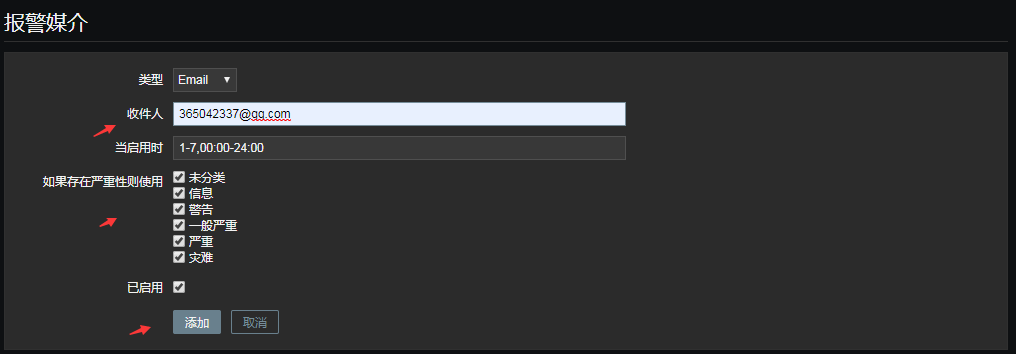 报警媒介
类型 Email
收件人 365042337@qq.com
当启用时 1-7,00:00-24:00
如果存在严重性则使用 未分类
信息
警告
一般严重
严重
灾难
已启用
添加 取消